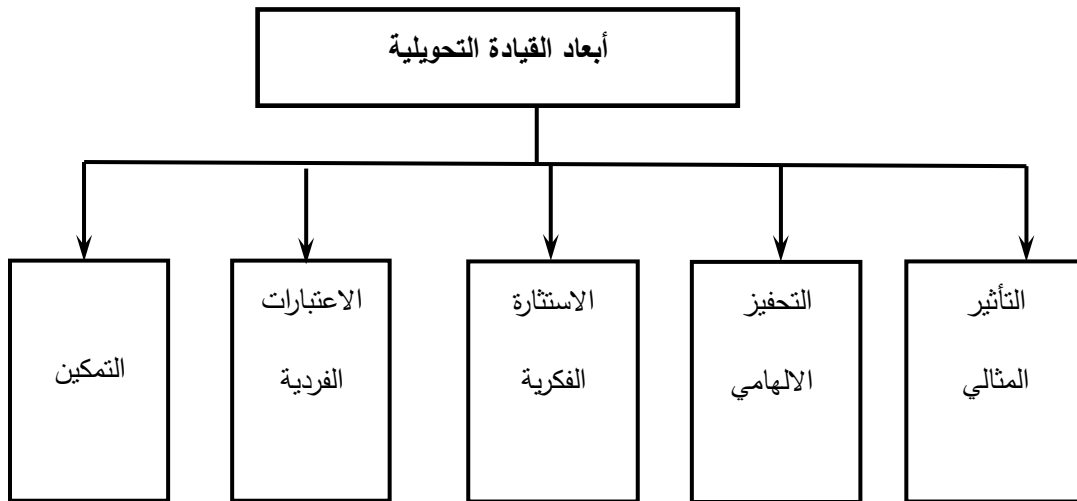 أبعاد القيادة التحويلية
التأثير
المثالي
التحفيز
الالهامي
الاستثارة
الفكرية
الاعتبارات
الفردية
التمكين